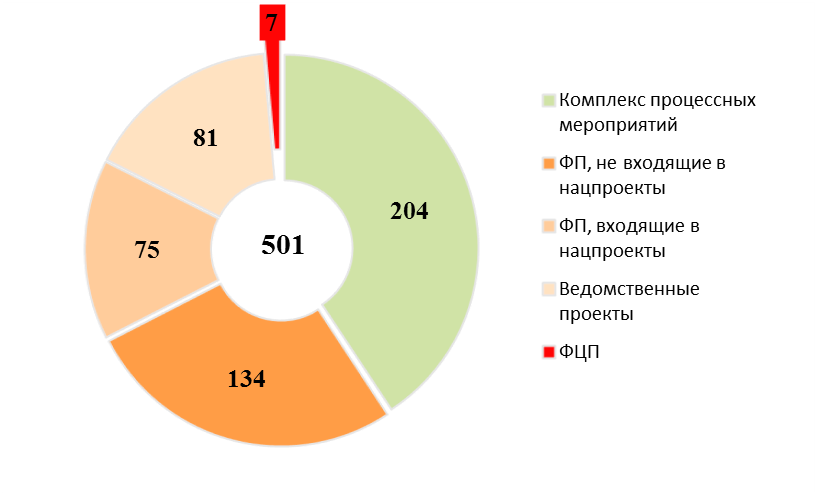 7
81
204
501
75
134
Комплекс процессных
мероприятий
ФП, не входящие в
нацпроекты
ФП, входящие в
нацпроекты
Ведомственные
проекты
ФЦП